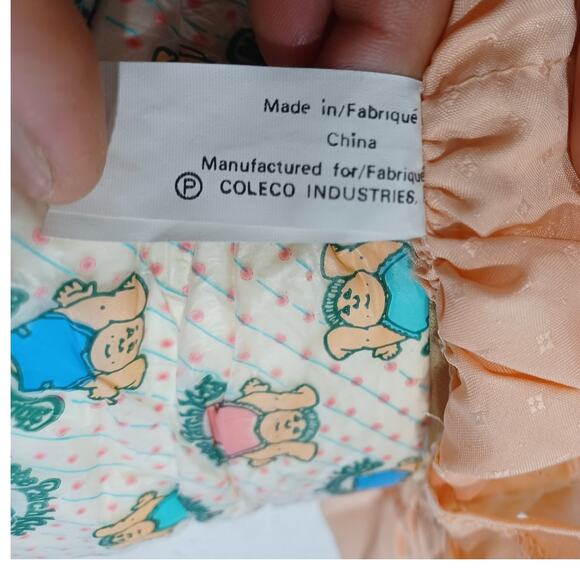 Made in/Fabriqué
China
Manufactured for/Fabriqué
Ⓟ COLECO INDUSTRIES.